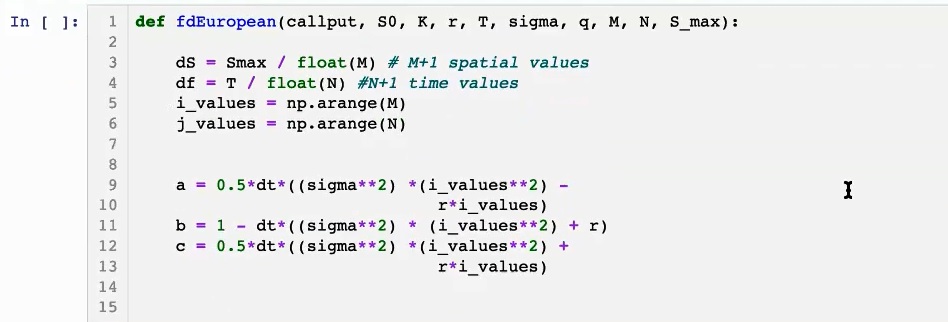 In [ ]:
1 def fdEuropean(callput, S0, K, r, T, sigma, q, M, N, S_max):
2
3     dS = Smax / float(M) # M+1 spatial values
4     df = T / float(N) #N+1 time values
5     i_values = np.arange(M)
6     j_values = np.arange(N)
7
8
9     a = 0.5*dt*((sigma**2) *(i_values**2) -
10                              r*i_values)
11     b = 1 - dt*((sigma**2) * (i_values**2) + r)
12     c = 0.5*dt*((sigma**2) *(i_values**2) +
13                              r*i_values)
14
15